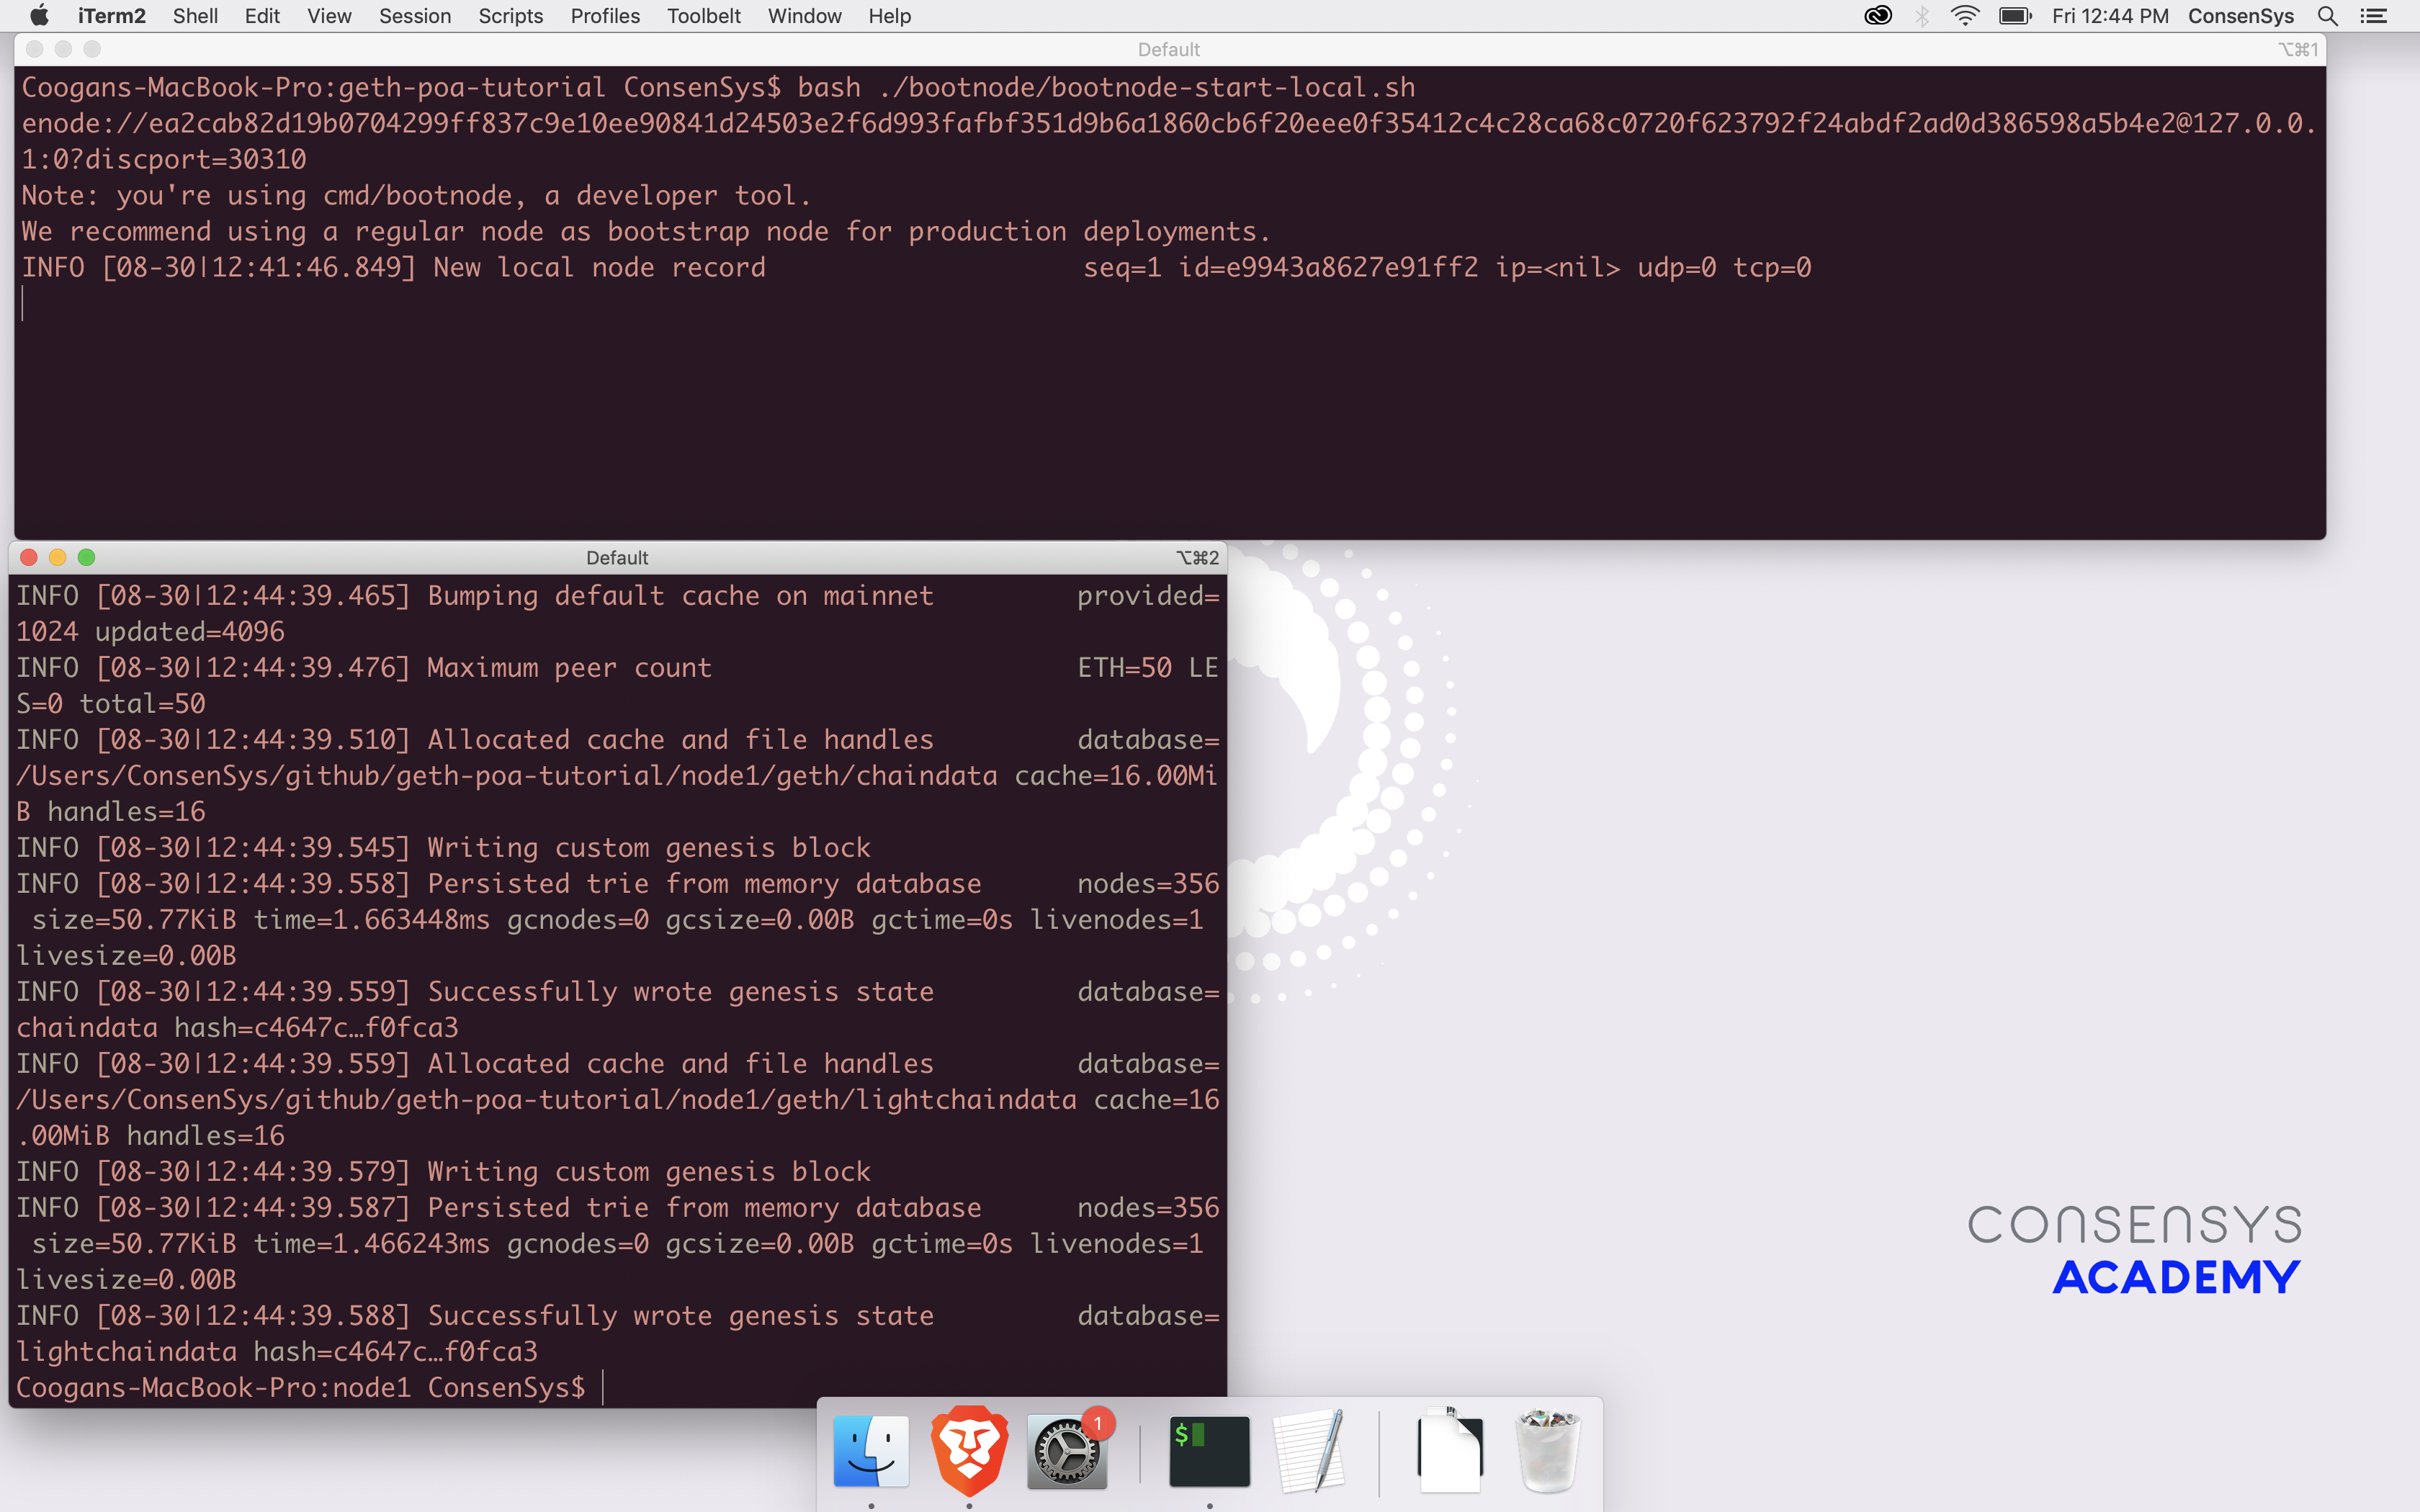 iTerm2 Shell Edit View Session Scripts Profiles Toolbelt Window Help Fri 12:44 PM ConsenSys
Default ⌥⌘1
Coogans-MacBook-Pro:geth-poa-tutorial ConsenSys$ bash ./bootnode/bootnode-start-local.sh
enode://ea2cab82d19b0704299ff837c9e10ee90841d24503e2f6d993fafbf351d9b6a1860cb6f20eee0f35412c4c28ca68c0720f623792f24abdf2ad0d386598a5b4e2@127.0.0.
1:0?discport=30310
Note: you're using cmd/bootnode, a developer tool.
We recommend using a regular node as bootstrap node for production deployments.
INFO [08-30|12:41:46.849] New local node record seq=1 id=e9943a8627e91ff2 ip=<nil> udp=0 tcp=0
Default ⌥⌘2
INFO [08-30|12:44:39.465] Bumping default cache on mainnet provided=
1024 updated=4096
INFO [08-30|12:44:39.476] Maximum peer count ETH=50 LE
S=0 total=50
INFO [08-30|12:44:39.510] Allocated cache and file handles database=
/Users/ConsenSys/github/geth-poa-tutorial/node1/geth/chaindata cache=16.00Mi
B handles=16
INFO [08-30|12:44:39.545] Writing custom genesis block
INFO [08-30|12:44:39.558] Persisted trie from memory database nodes=356
size=50.77KiB time=1.663448ms gcnodes=0 gcsize=0.00B gctime=0s livenodes=1
livesize=0.00B
INFO [08-30|12:44:39.559] Successfully wrote genesis state database=
chaindata hash=c4647c…f0fca3
INFO [08-30|12:44:39.559] Allocated cache and file handles database=
/Users/ConsenSys/github/geth-poa-tutorial/node1/geth/lightchaindata cache=16
.00MiB handles=16
INFO [08-30|12:44:39.579] Writing custom genesis block
INFO [08-30|12:44:39.587] Persisted trie from memory database nodes=356
size=50.77KiB time=1.466243ms gcnodes=0 gcsize=0.00B gctime=0s livenodes=1
livesize=0.00B
INFO [08-30|12:44:39.588] Successfully wrote genesis state database=
lightchaindata hash=c4647c…f0fca3
Coogans-MacBook-Pro:node1 ConsenSys$
CONSENSYS
ACADEMY
1
$